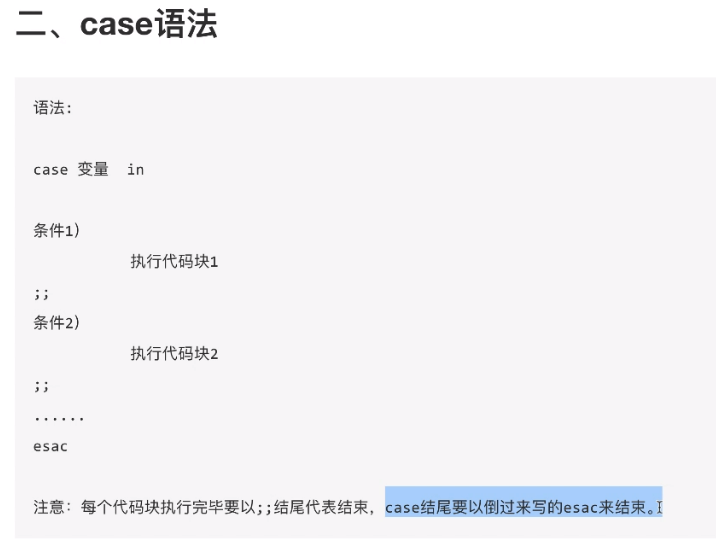 二、case语法
语法:
case 变量 in
条件1)
执行代码块1
;;
条件2)
执行代码块2
;;
......
esac
注意: 每个代码块执行完毕要以;;结尾代表结束, case结尾要以倒过来写的esac来结束。